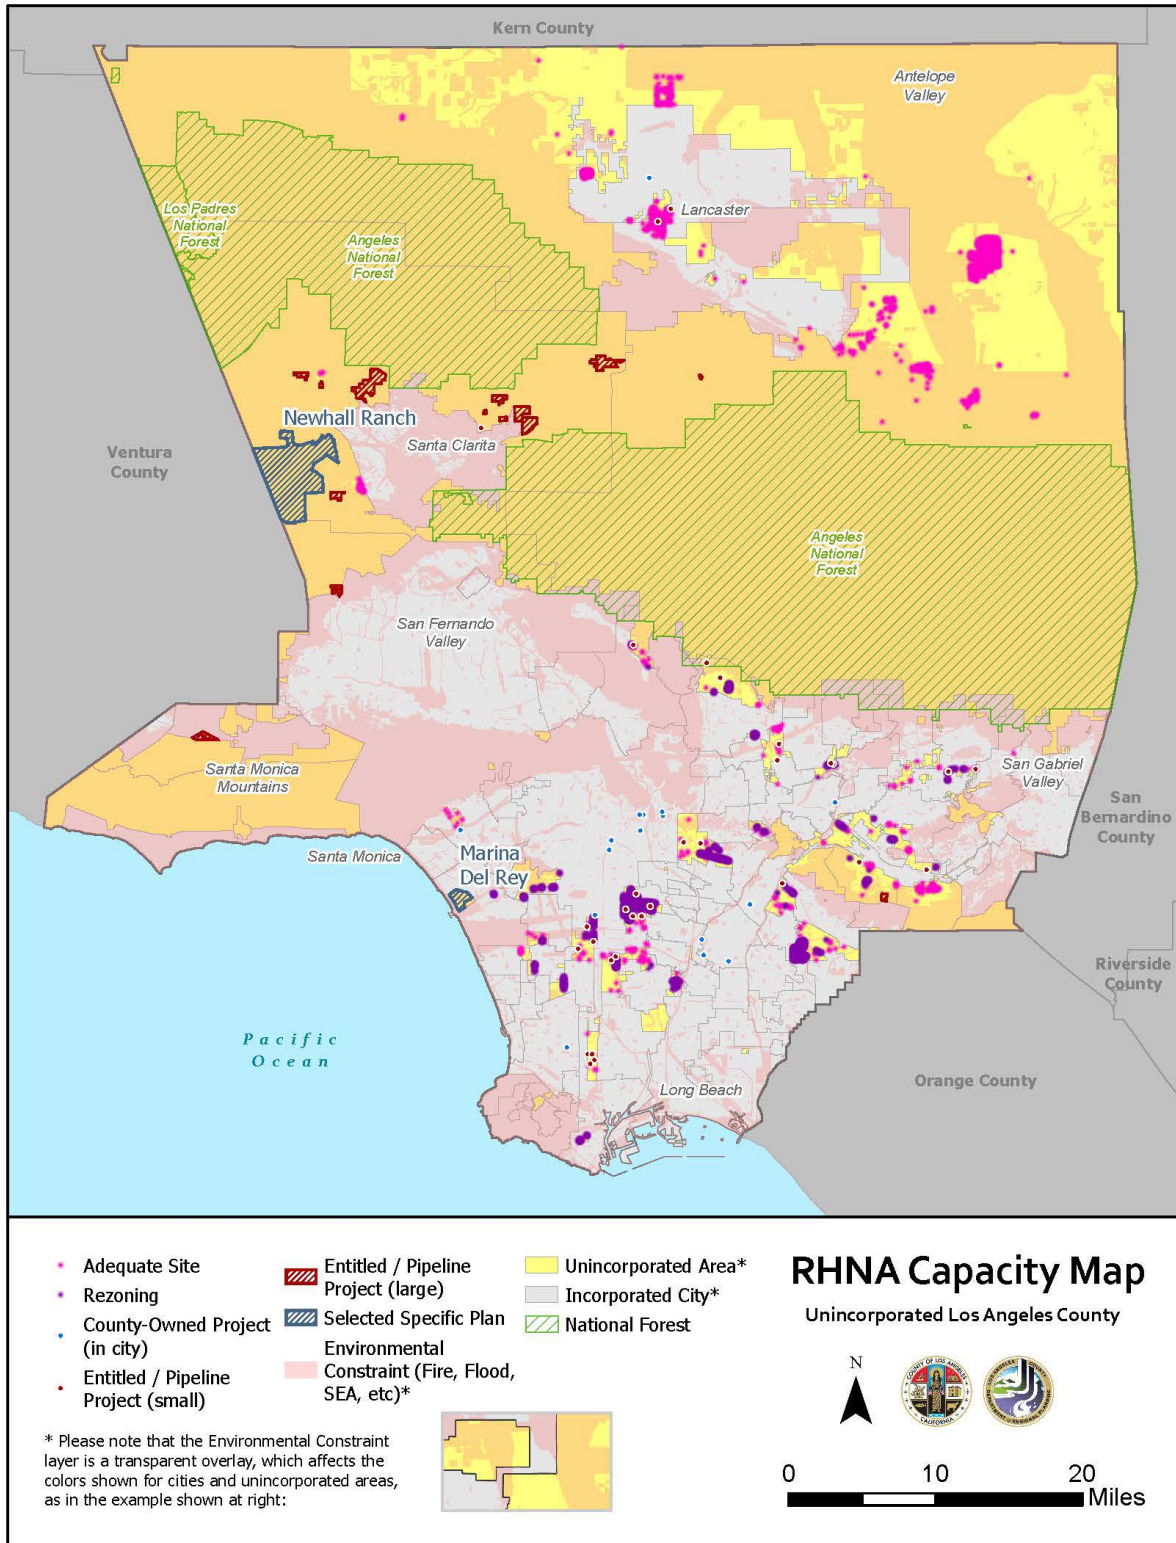 Kern County
Antelope
Valley
Los Padres
National
Forest
Angeles
National
Forest
Lancaster
Newhall Ranch
Santa Clarita
Ventura
County
Angeles
National
Forest
San Fernando
Valley
Santa Monica
Mountains
San Gabriel
Valley
San
Bernardino
County
Santa Monica
Marina
Del Rey
Riverside
County
Pacific
Ocean
Orange County
Long Beach
Adequate Site
Rezoning
County-Owned Project
(in city)
Entitled / Pipeline
Project (small)
Entitled / Pipeline
Project (large)
Selected Specific Plan
Environmental
Constraint (Fire, Flood,
SEA, etc)*
Unincorporated Area*
Incorporated City*
National Forest
* Please note that the Environmental Constraint
layer is a transparent overlay, which affects the
colors shown for cities and unincorporated areas,
as in the example shown at right:
RHNA Capacity Map
Unincorporated Los Angeles County
N
0 10 20
Miles